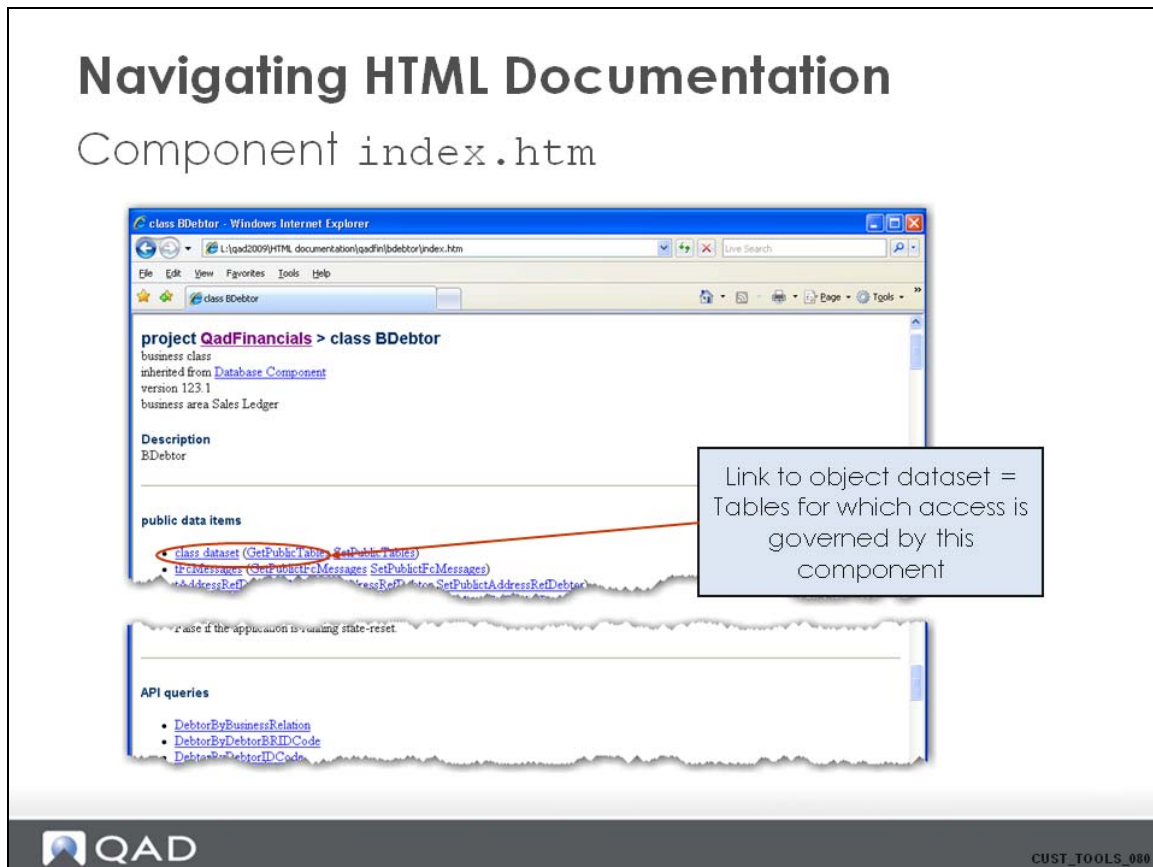 Navigating HTML Documentation
Component index.htm
class BDebtor - Windows Internet Explorer
L:\qad2009\HTML documentation\qadfin\bdebtor\index.htm
Live Search
File Edit View Favorites Tools Help
class BDebtor
Page Tools
project QadFinancials > class BDebtor
business class
inherited from Database Component
version 123.1
business area Sales Ledger
Description
BDebtor
Link to object dataset =
Tables for which access is
governed by this
component
public data items
class dataset (GetPublicTables SetPublicTables)
tFcMessages (GetPublictFcMessages SetPublictFcMessages)
SetPublictAddressRefDebtor)
if the application is running state-reset.
API queries
DebtorByBusinessRelation
DebtorByDebtorBRIDCode
DebtorByDebtorIDCode
QAD
CUST_TOOLS_080